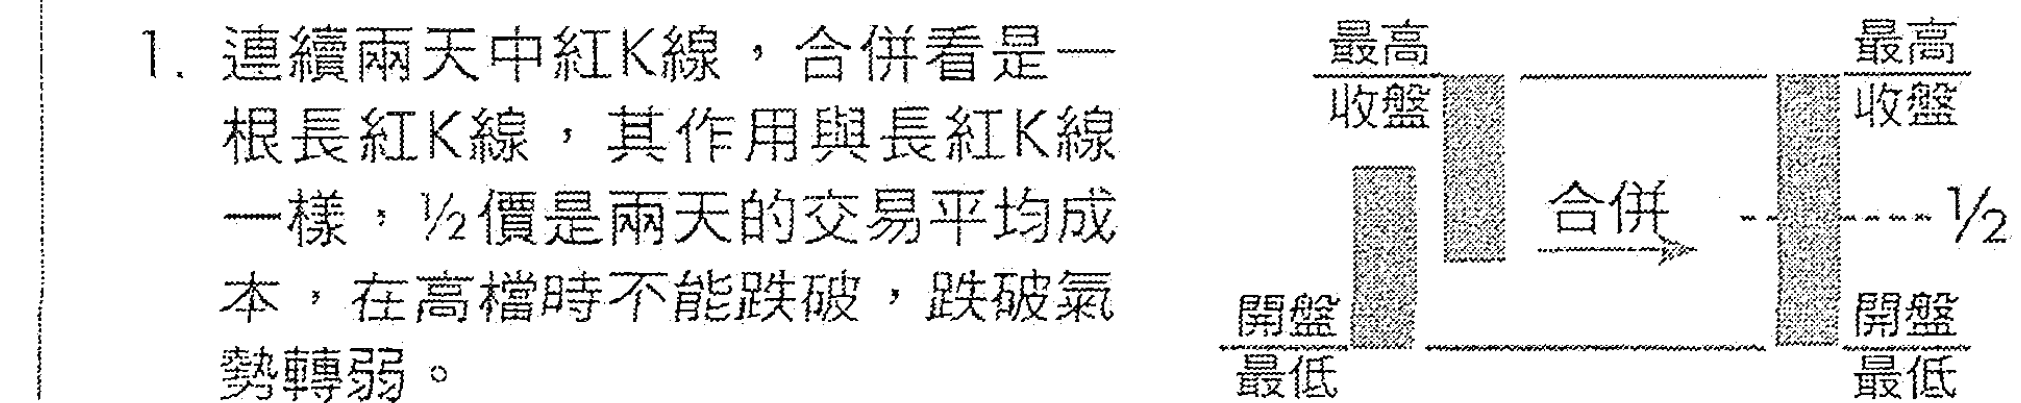 1. 連續兩天中紅K線，合併看是一
根長紅K線，其作用與長紅K線
一樣，½價是兩天的交易平均成
本，在高檔時不能跌破，跌破氣
勢轉弱。
最高
收盤
開盤
最低
合併
最高
收盤
½
開盤
最低